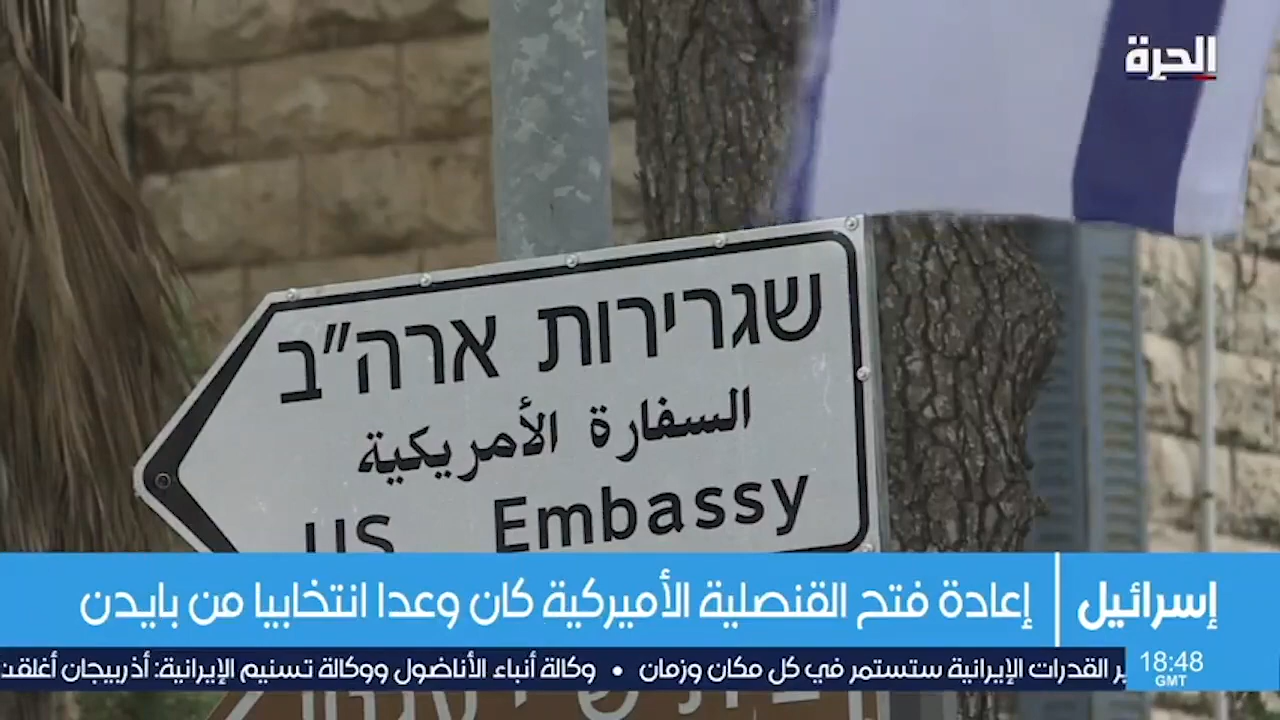 الحرة
שגרירות ארה"ב
السفارة الأمريكية
US Embassy
إسرائيل
إعادة فتح القنصلية الأميركية كان وعدا انتخابيا من بايدن
القدرات الإيرانية ستستمر في كل مكان وزمان • وكالة أنباء الأناضول ووكالة تسنيم الإيرانية: أذربيجان
18:48
GMT